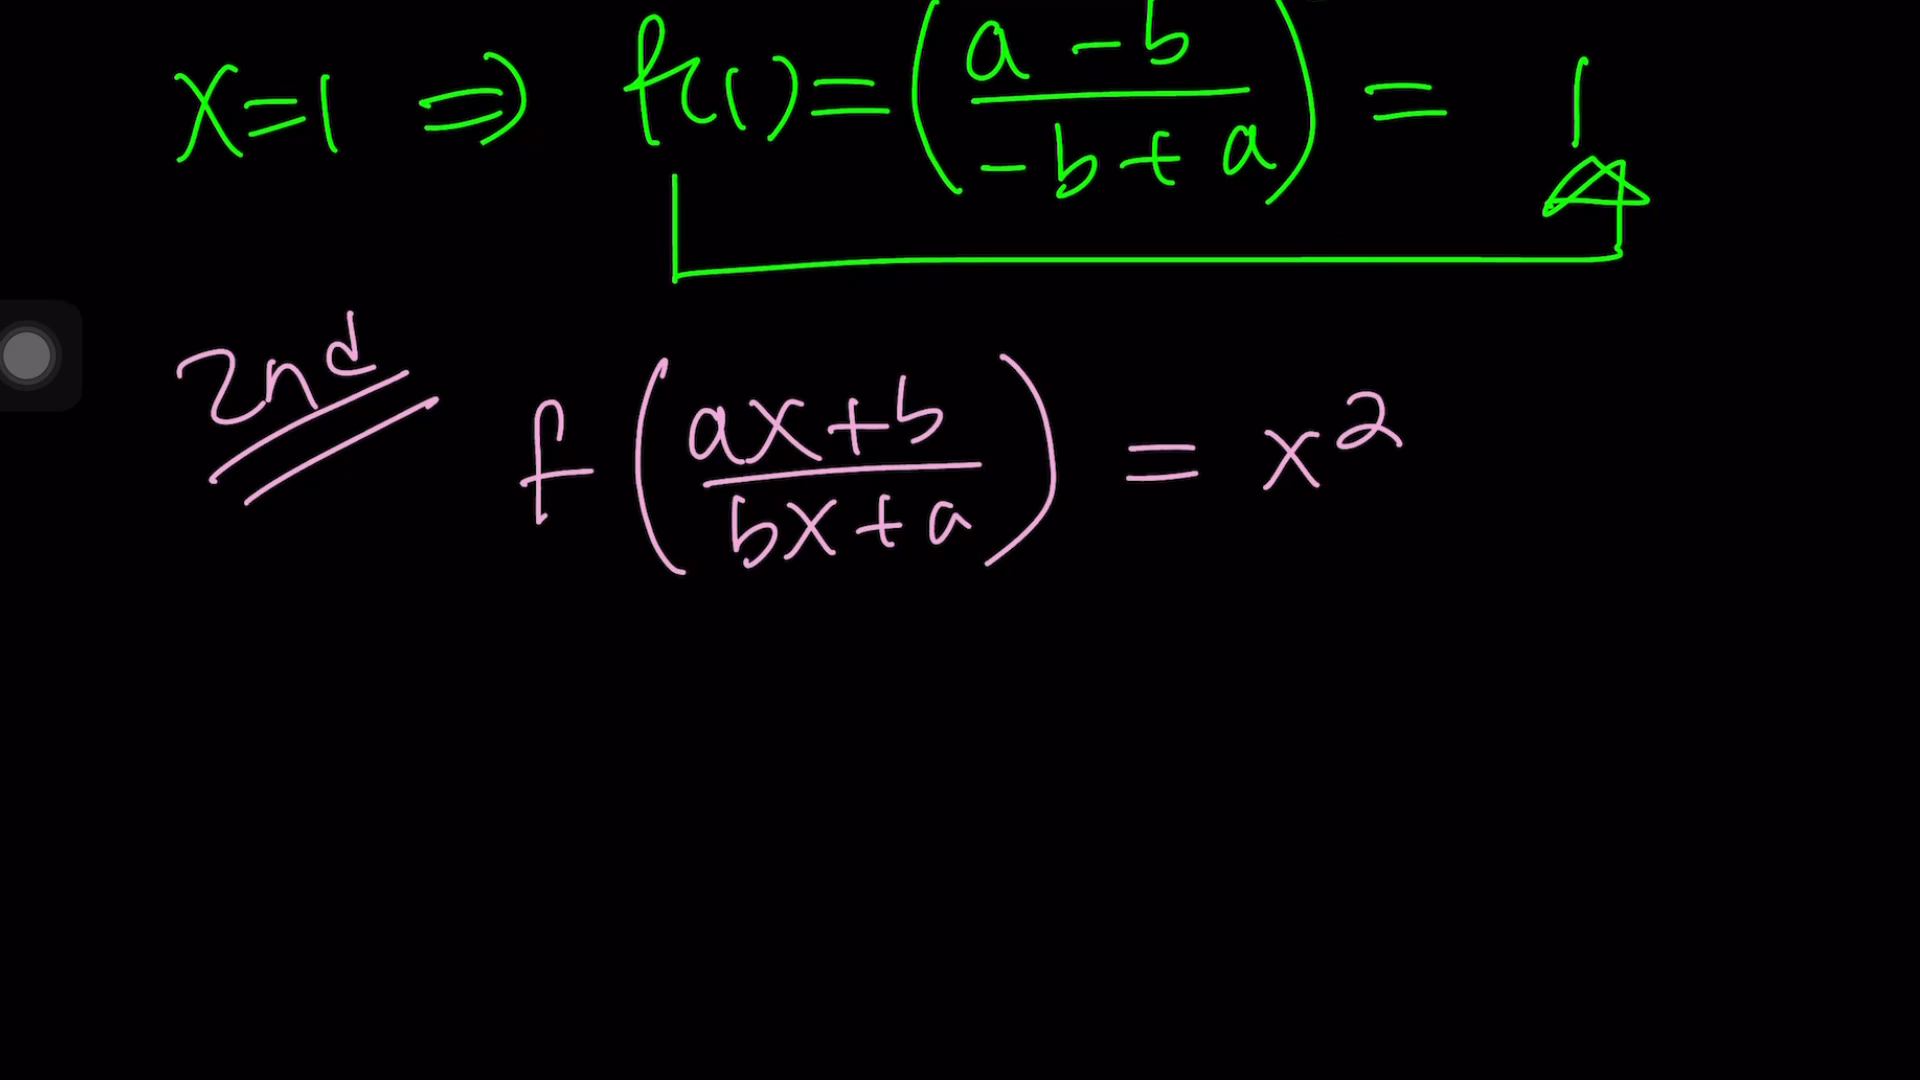 x=1 ⇒ f(1)=(a-b/-b+a) = 1
2nd
f(ax+b/bx+a) = x²